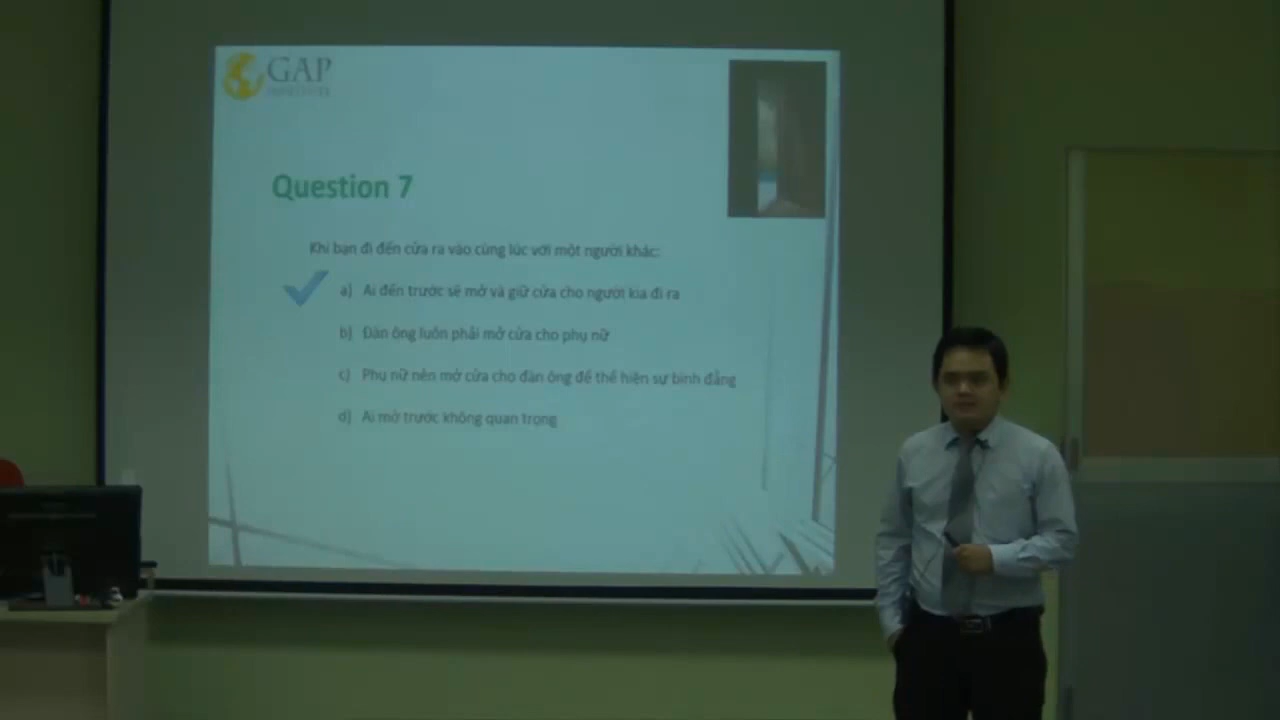 GAP
Question 7
Khi bạn đi đến cửa ra vào cùng lúc với một người khác:
a) Ai đến trước sẽ mở và giữ cửa cho người kia đi ra
b) Đàn ông luôn phải mở cửa cho phụ nữ
c) Phụ nữ nên mở cửa cho đàn ông để thể hiện sự bình đẳng
d) Ai mở trước không quan trọng